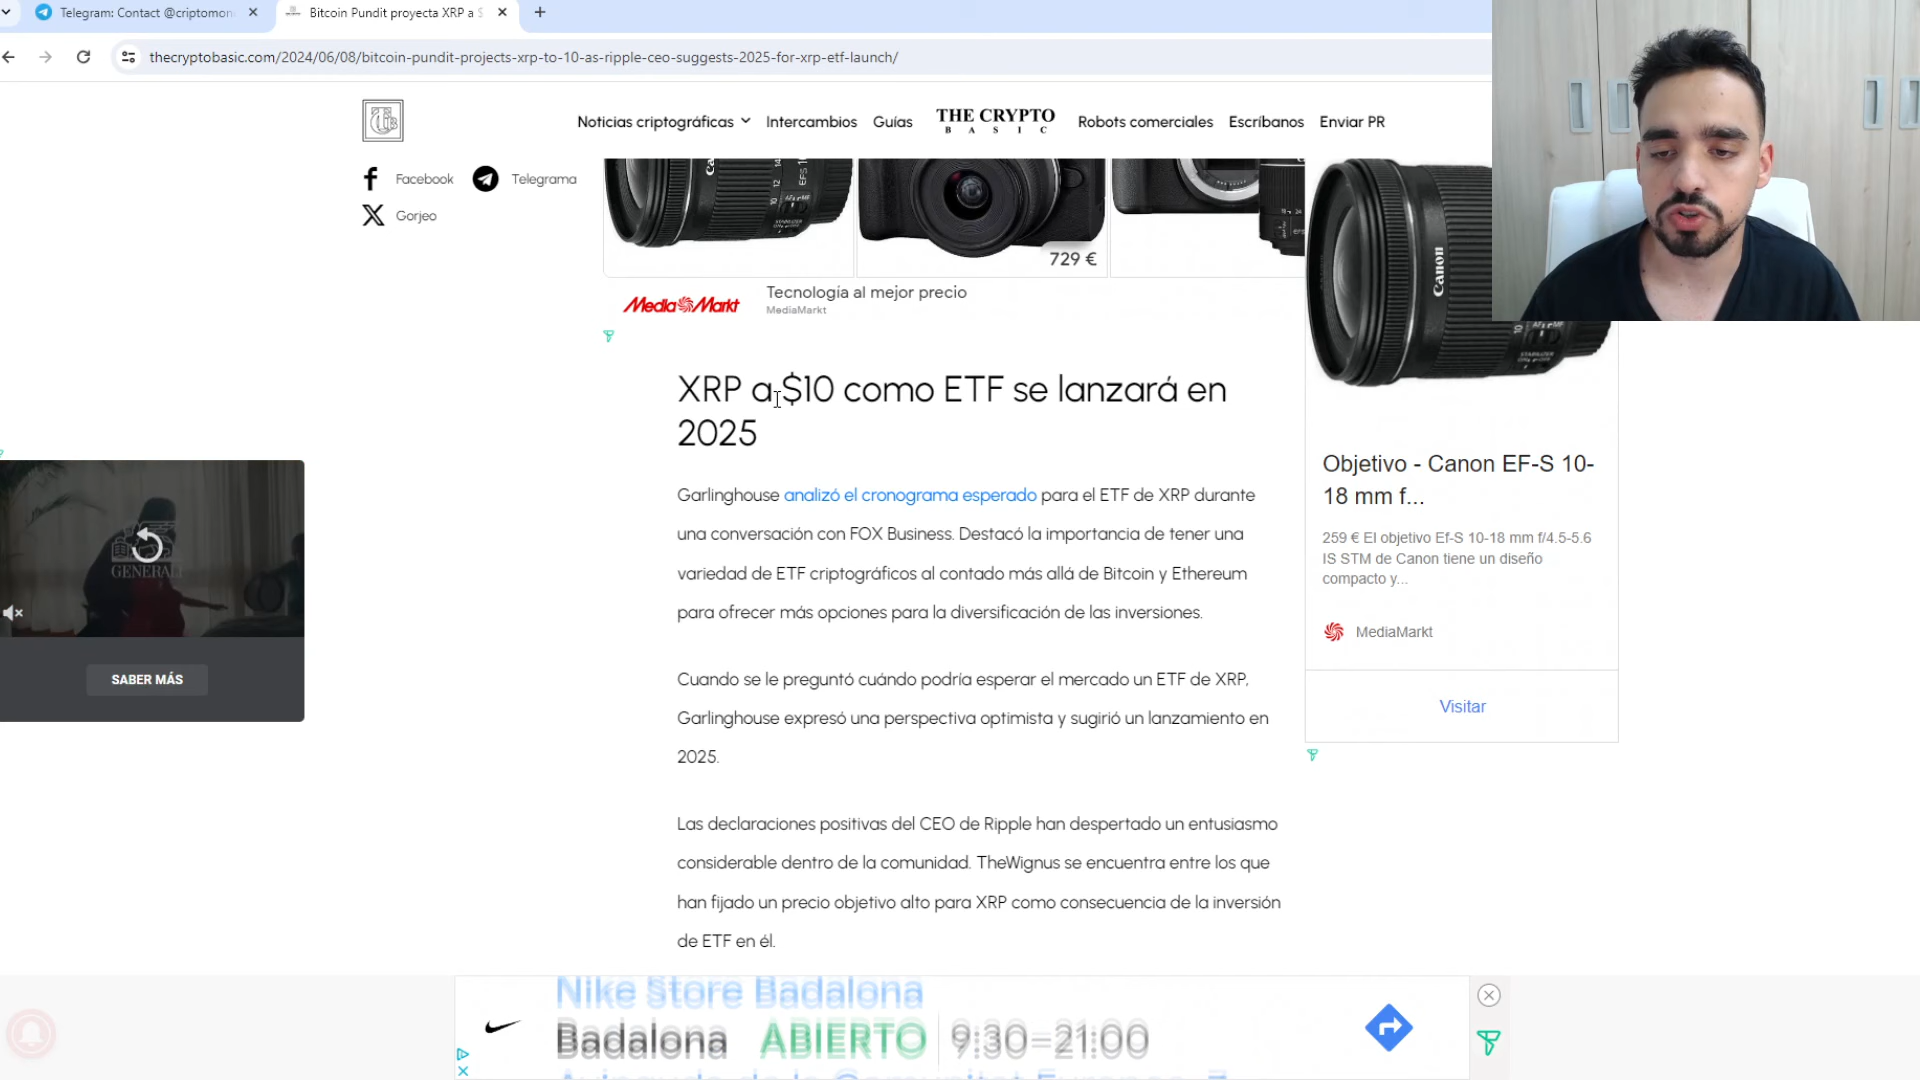 Telegram: Contact @criptomon
Bitcoin Pundit proyecta XRP a $
thecryptobasic.com/2024/06/08/bitcoin-pundit-projects-xrp-to-10-as-ripple-ceo-suggests-2025-for-xrp-etf-launch/
Noticias criptográficas
Intercambios
Guías
THE CRYPTO
BASIC
Robots comerciales
Escríbanos
Enviar PR
Facebook
Telegrama
Gorjeo
729 €
Media Markt
Tecnología al mejor precio
MediaMarkt
Canon
XRP a $10 como ETF se lanzará en
2025
Garlinghouse analizó el cronograma esperado para el ETF de XRP durante
una conversación con FOX Business. Destacó la importancia de tener una
variedad de ETF criptográficos al contado más allá de Bitcoin y Ethereum
para ofrecer más opciones para la diversificación de las inversiones.
Cuando se le preguntó cuándo podría esperar el mercado un ETF de XRP,
Garlinghouse expresó una perspectiva optimista y sugirió un lanzamiento en
2025.
Las declaraciones positivas del CEO de Ripple han despertado un entusiasmo
considerable dentro de la comunidad. TheWignus se encuentra entre los que
han fijado un precio objetivo alto para XRP como consecuencia de la inversión
de ETF en él.
GENERALI
SABER MÁS
Objetivo - Canon EF-S 10-
18 mm f...
259 € El objetivo Ef-S 10-18 mm f/4.5-5.6
IS STM de Canon tiene un diseño
compacto y...
MediaMarkt
Visitar
Nike Store Badalona
Badalona ABIERTO 9:30–21:00